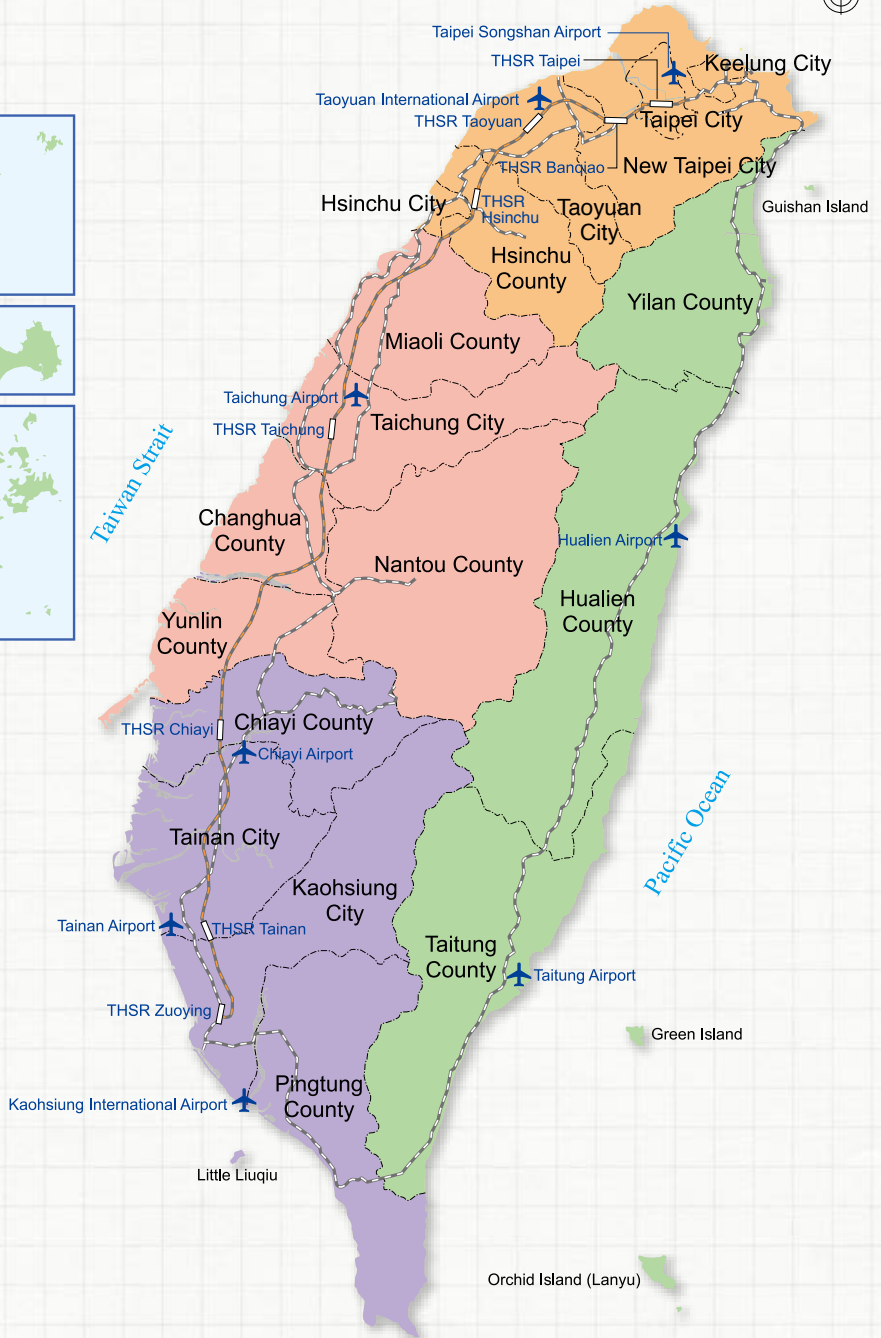 Taipei Songshan Airport
THSR Taipei
Keelung City
Taoyuan International Airport
THSR Taoyuan
Taipei City
THSR Banqiao
New Taipei City
Hsinchu City
THSR
Hsinchu
Taoyuan
City
Guishan Island
Hsinchu
County
Yilan County
Miaoli County
Taichung Airport
Taichung City
THSR Taichung
Taiwan Strait
Changhua
County
Hualien Airport
Nantou County
Hualien
County
Yunlin
County
THSR Chiayi
Chiayi County
Chiayi Airport
Pacific Ocean
Tainan City
Kaohsiung
City
Tainan Airport
THSR Tainan
Taitung
County
Taitung Airport
THSR Zuoying
Green Island
Pingtung
County
Kaohsiung International Airport
Little Liuqiu
Orchid Island (Lanyu)